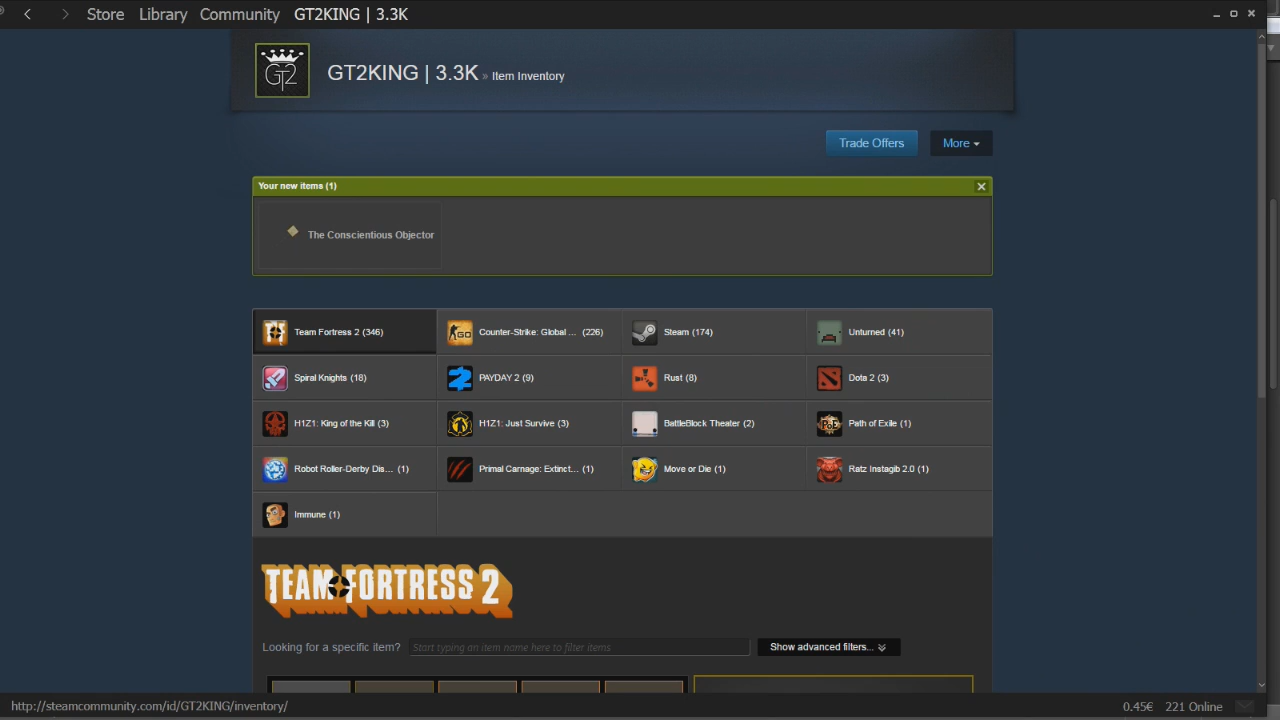 Store Library Community GT2KING | 3.3K
GT2
GT2KING | 3.3K » Item Inventory
Trade Offers More
Your new items (1)
The Conscientious Objector
Team Fortress 2 (346) Counter-Strike: Global ... (226) Steam (174) Unturned (41)
Spiral Knights (18) PAYDAY 2 (9) Rust (8) Dota 2 (3)
H1Z1: King of the Kill (3) H1Z1: Just Survive (3) BattleBlock Theater (2) Path of Exile (1)
Robot Roller-Derby Dis... (1) Primal Carnage: Extinct... (1) Move or Die (1) Ratz Instagib 2.0 (1)
Immune (1)
TEAM FORTRESS 2
Looking for a specific item? Start typing an item name here to filter items Show advanced filters...
http://steamcommunity.com/id/GT2KING/inventory/ 0.45€ 221 Online